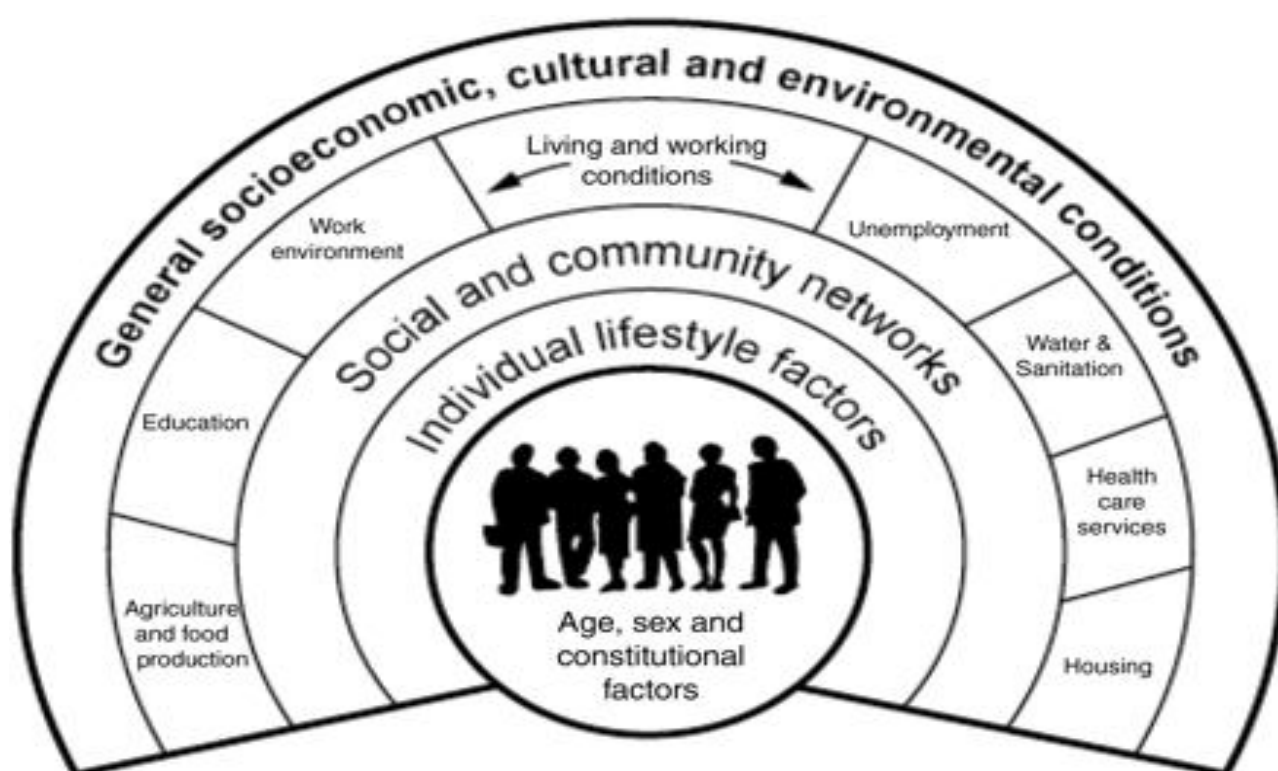 General socioeconomic, cultural and environmental conditions
Living and working
conditions
Work
environment
Unemployment
Social and community networks
Individual lifestyle factors
Water &
Sanitation
Education
Health
care
services
Agriculture
and food
production
Housing
Age, sex and
constitutional
factors